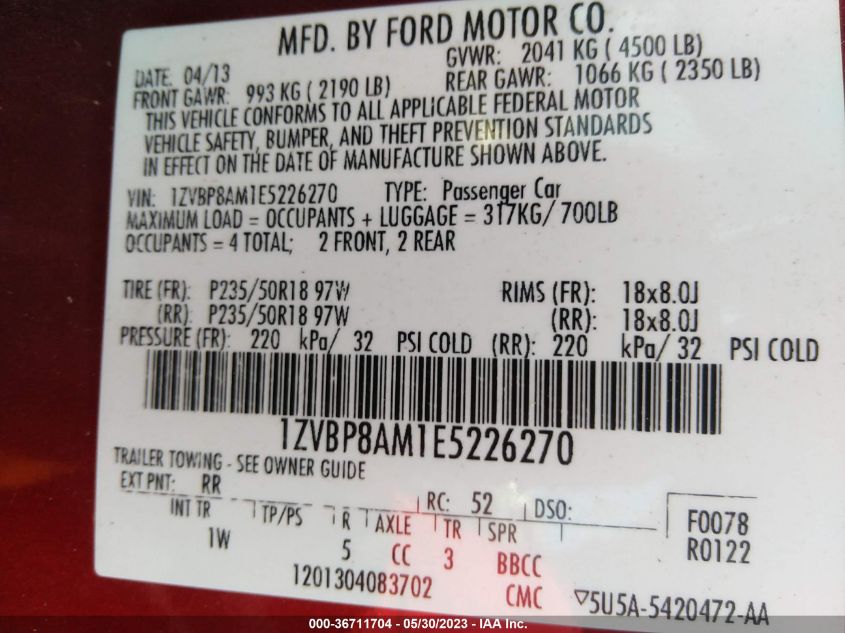 MFD. BY FORD MOTOR CO.
DATE: 04/13 GVWR: 2041 KG ( 4500 LB)
FRONT GAWR: 993 KG ( 2190 LB) REAR GAWR: 1066 KG ( 2350 LB)
THIS VEHICLE CONFORMS TO ALL APPLICABLE FEDERAL MOTOR
VEHICLE SAFETY, BUMPER, AND THEFT PREVENTION STANDARDS
IN EFFECT ON THE DATE OF MANUFACTURE SHOWN ABOVE.
VIN: 1ZVBP8AM1E5226270 TYPE: Passenger Car
MAXIMUM LOAD = OCCUPANTS + LUGGAGE = 317KG/ 700LB
OCCUPANTS = 4 TOTAL; 2 FRONT, 2 REAR
TIRE (FR): P235/50R18 97W RIMS (FR): 18x8.0J
(RR): P235/50R18 97W (RR): 18x8.0J
PRESSURE (FR): 220 kPa/ 32 PSI COLD (RR): 220 kPa/ 32 PSI COLD
1ZVBP8AM1E5226270
TRAILER TOWING - SEE OWNER GUIDE
EXT PNT: RR RC: 52 DSO:
INT TR TP/PS R AXLE TR SPR F0078
1W 5 CC 3 BBCC R0122
1201304083702 CMC ▽5U5A-5420472-AA
000-36711704 - 05/30/2023 - IAA Inc.